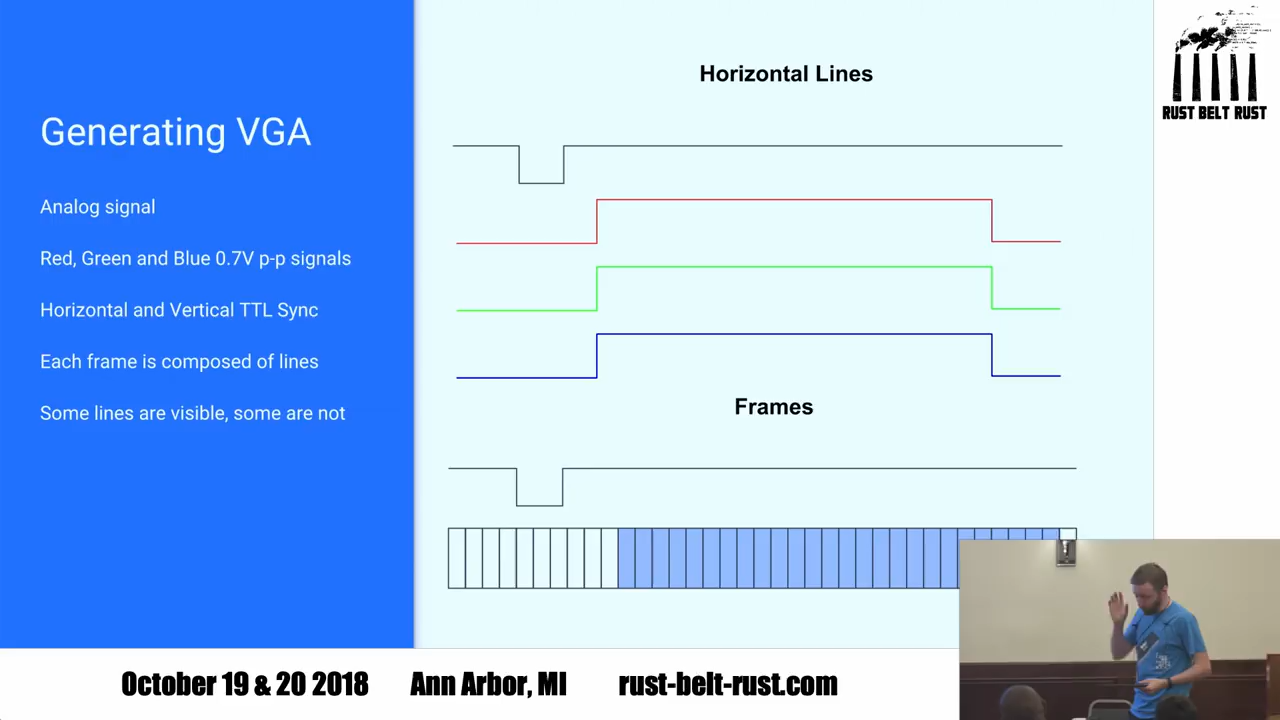 Generating VGA
Analog signal
Red, Green and Blue 0.7V p-p signals
Horizontal and Vertical TTL Sync
Each frame is composed of lines
Some lines are visible, some are not
Horizontal Lines
Frames
RUST BELT RUST
October 19 & 20 2018 Ann Arbor, MI rust-belt-rust.com